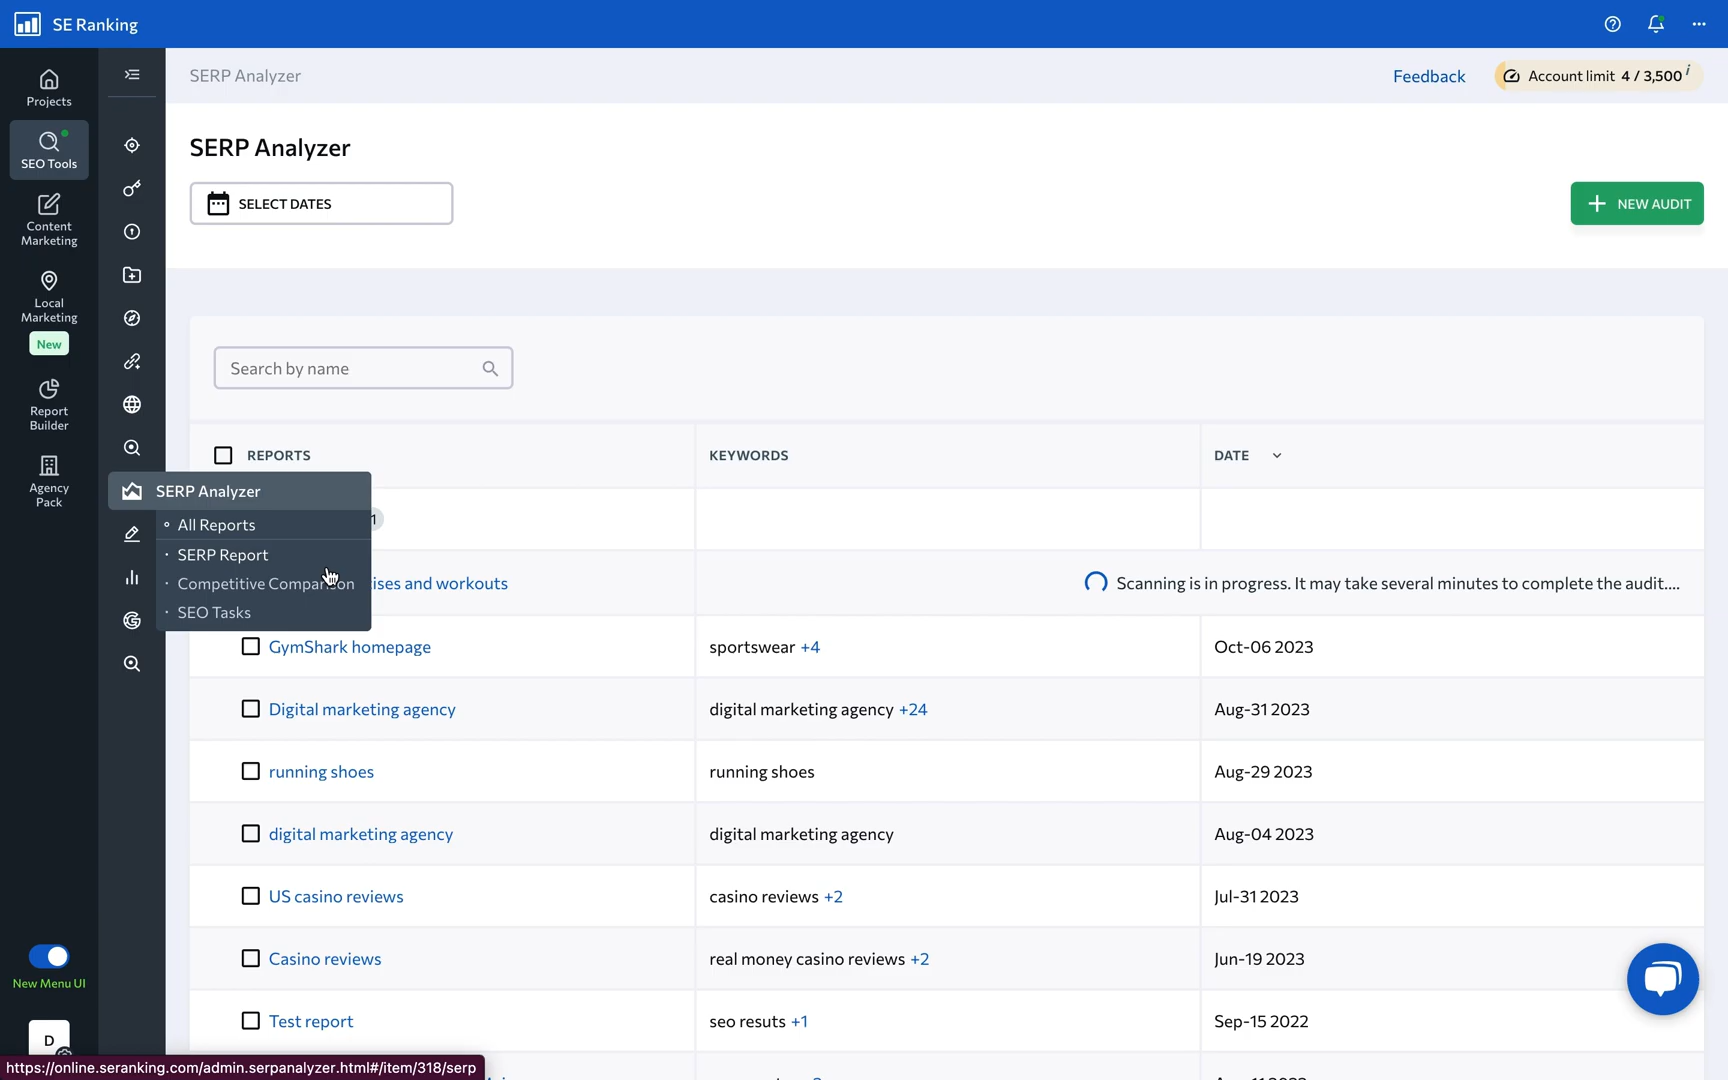 SE Ranking
Projects
SEO Tools
Content
Marketing
Local
Marketing
New
Report
Builder
Agency
Pack
New Menu UI
D
SERP Analyzer
Feedback
Account limit 4 / 3,500 i
SERP Analyzer
SELECT DATES
NEW AUDIT
Search by name
REPORTS KEYWORDS DATE
SERP Analyzer
All Reports
SERP Report
Competitive Comparison
SEO Tasks
1
ises and workouts Scanning is in progress. It may take several minutes to complete the audit....
GymShark homepage sportswear +4 Oct-06 2023
Digital marketing agency digital marketing agency +24 Aug-31 2023
running shoes running shoes Aug-29 2023
digital marketing agency digital marketing agency Aug-04 2023
US casino reviews casino reviews +2 Jul-31 2023
Casino reviews real money casino reviews +2 Jun-19 2023
Test report seo resuts +1 Sep-15 2022
https://online.seranking.com/admin.serpanalyzer.html#/item/318/serp